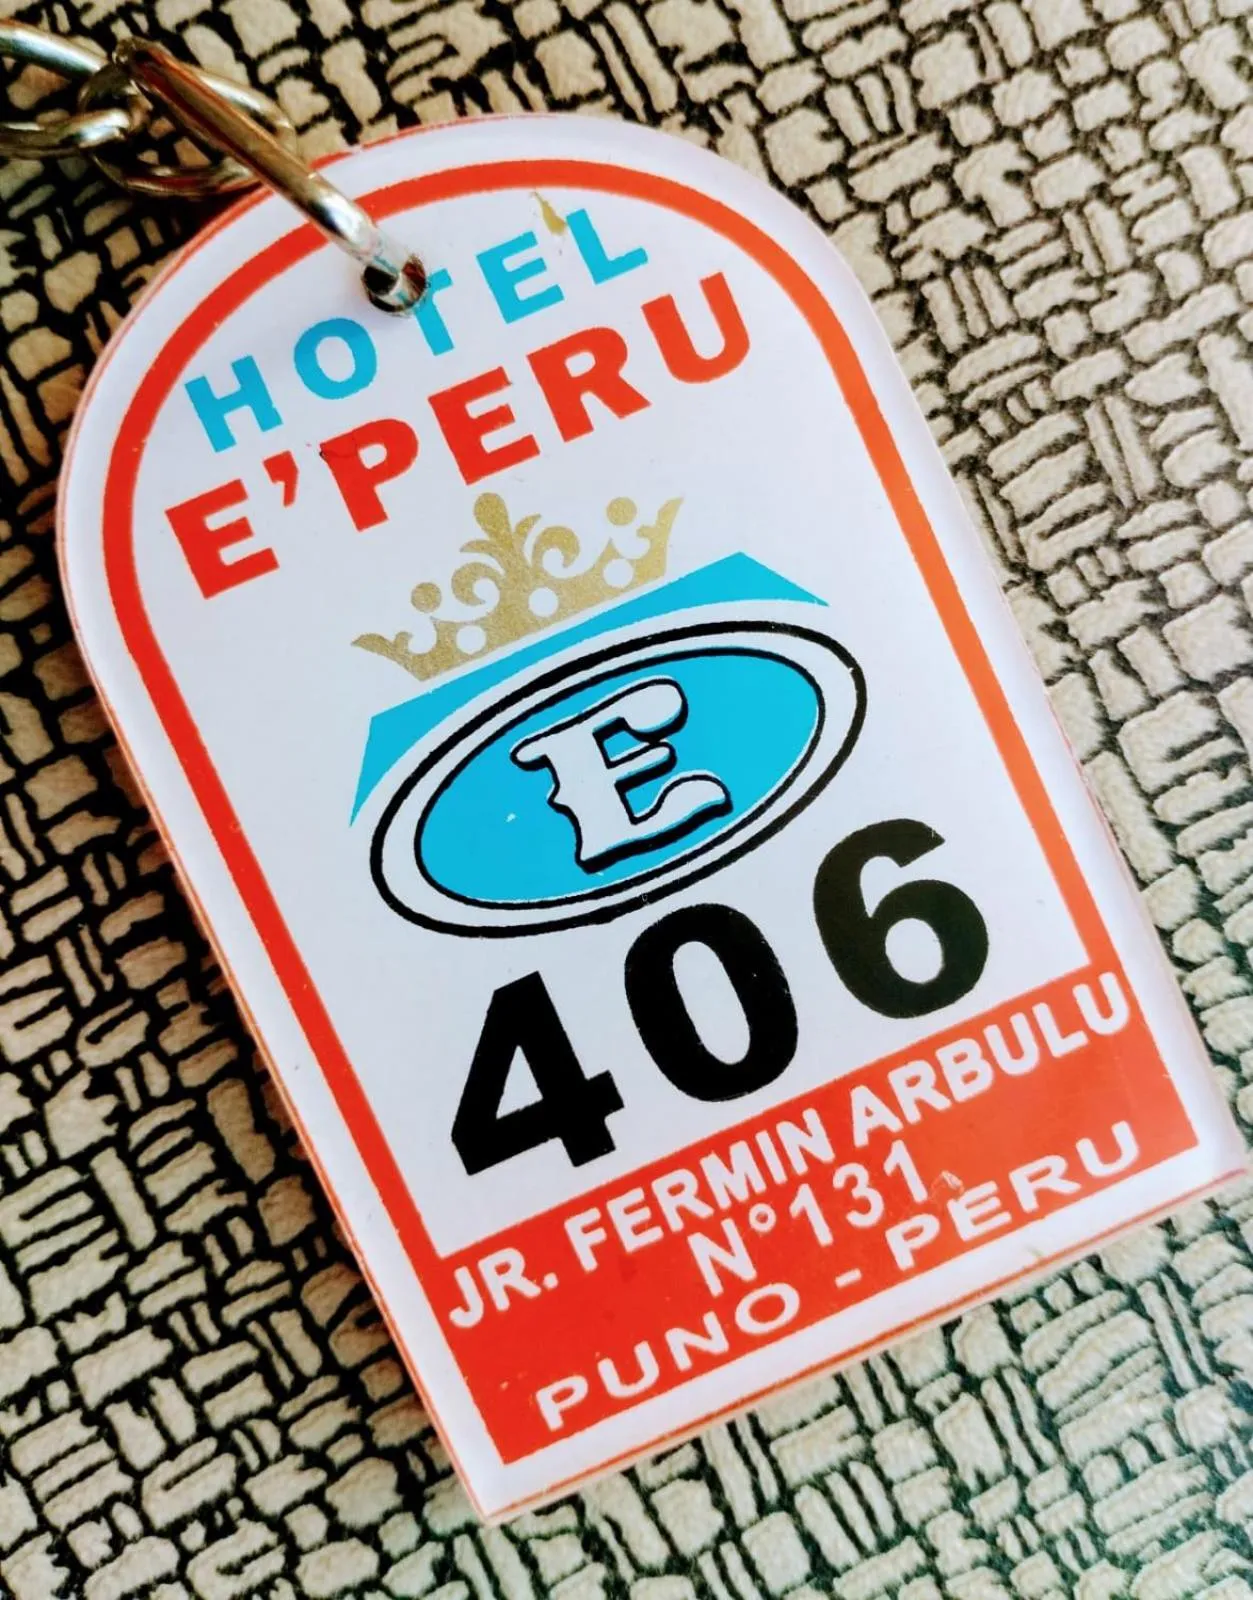 HOTEL
E'PERU
E
406
JR. FERMIN ARBULU
N°131
PUNO - PERU